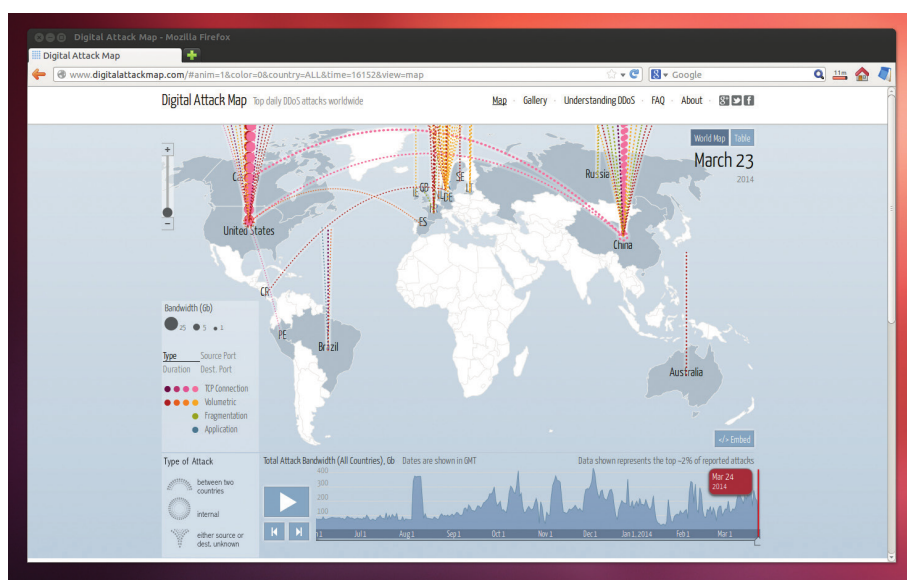 Digital Attack Map - Mozilla Firefox
Digital Attack Map
www.digitalattackmap.com/#anim=1&color=0&country=ALL&time=16152&view=map
Google
11m
Digital Attack Map Top daily DDoS attacks worldwide
Map · Gallery · Understanding DDoS · FAQ · About ·
World Map Table
March 23
2014
SE
Russia
GB
IE
LT
DE
ES
United States
China
CR
PE
Brazil
Australia
Bandwidth (Gb)
25 5 1
Type Source Port
Duration Dest. Port
TCP Connection
Volumetric
Fragmentation
Application
</> Embed
Type of Attack
between two
countries
internal
either source or
dest. unknown
Total Attack Bandwidth (All Countries), Gb Dates are shown in GMT
Data shown represents the top ~2% of reported attacks
400
300
200
100
Mar 24
2014
Jul 1 Aug 1 Sep 1 Oct 1 Nov 1 Dec 1 Jan 1, 2014 Feb 1 Mar 1